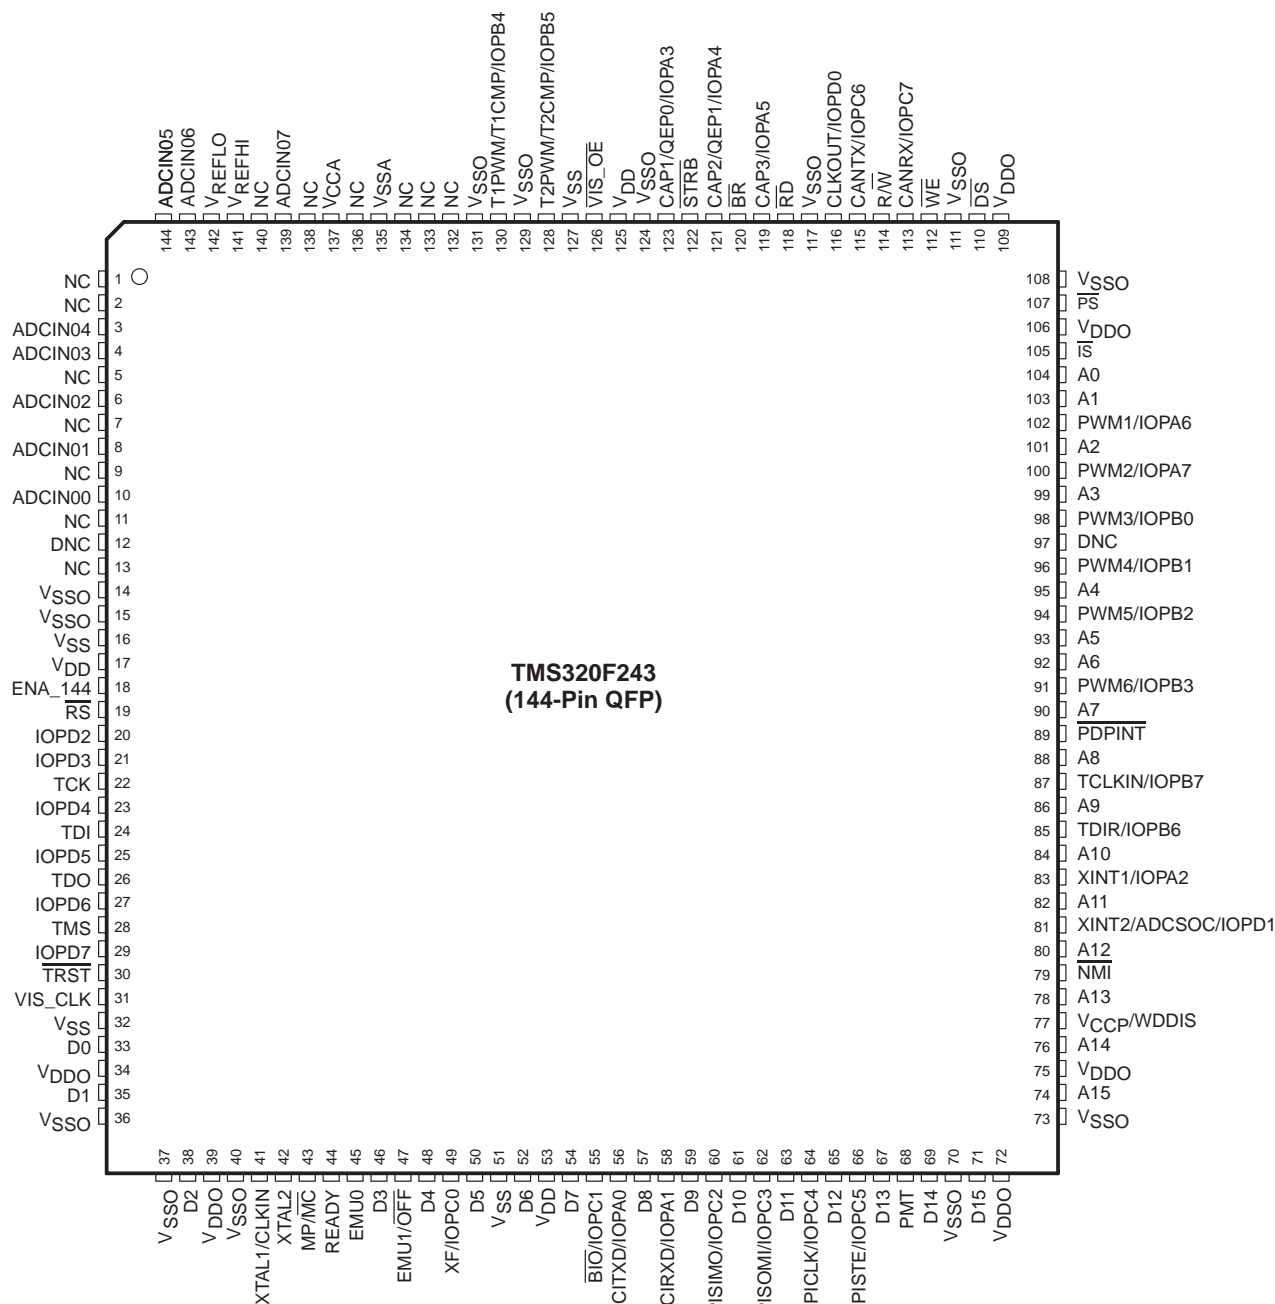 ADCIN05
ADCIN06
VREFLO
VREFHI
NC
ADCIN07
NC
VCCA
NC
VSSA
NC
NC
NC
VSSO
T1PWM/T1CMP/IOPB4
VSSO
T2PWM/T2CMP/IOPB5
VSS
VIS_OE
VDD
VSSO
CAP1/QEP0/IOPA3
STRB
CAP2/QEP1/IOPA4
BR
CAP3/IOPA5
RD
VSSO
CLKOUT/IOPD0
CANTX/IOPC6
R/W
CANRX/IOPC7
WE
VSSO
DS
VDDO
144
143
142
141
140
139
138
137
136
135
134
133
132
131
130
129
128
127
126
125
124
123
122
121
120
119
118
117
116
115
114
113
112
111
110
109
NC 1
NC 2
ADCIN04 3
ADCIN03 4
NC 5
ADCIN02 6
NC 7
ADCIN01 8
NC 9
ADCIN00 10
NC 11
DNC 12
NC 13
VSSO 14
VSSO 15
VSS 16
VDD 17
ENA_144 18
RS 19
IOPD2 20
IOPD3 21
TCK 22
IOPD4 23
TDI 24
IOPD5 25
TDO 26
IOPD6 27
TMS 28
IOPD7 29
TRST 30
VIS_CLK 31
VSS 32
D0 33
VDDO 34
D1 35
VSSO 36
TMS320F243
(144-Pin QFP)
108 VSSO
107 PS
106 VDDO
105 IS
104 A0
103 A1
102 PWM1/IOPA6
101 A2
100 PWM2/IOPA7
99 A3
98 PWM3/IOPB0
97 DNC
96 PWM4/IOPB1
95 A4
94 PWM5/IOPB2
93 A5
92 A6
91 PWM6/IOPB3
90 A7
89 PDPINT
88 A8
87 TCLKIN/IOPB7
86 A9
85 TDIR/IOPB6
84 A10
83 XINT1/IOPA2
82 A11
81 XINT2/ADCSOC/IOPD1
80 A12
79 NMI
78 A13
77 VCCP/WDDIS
76 A14
75 VDDO
74 A15
73 VSSO
37
38
39
40
41
42
43
44
45
46
47
48
49
50
51
52
53
54
55
56
57
58
59
60
61
62
63
64
65
66
67
68
69
70
71
72
VSSO
D2
VDDO
VSSO
XTAL1/CLKIN
XTAL2
MP/MC
READY
EMU0
D3
EMU1/OFF
D4
XF/IOPC0
D5
VSS
D6
VDD
D7
BIO/IOPC1
CITXD/IOPA0
D8
CIRXD/IOPA1
D9
PISIMO/IOPC2
D10
PISOMI/IOPC3
D11
PICLK/IOPC4
D12
PISTE/IOPC5
D13
PMT
D14
VSSO
D15
VDDO